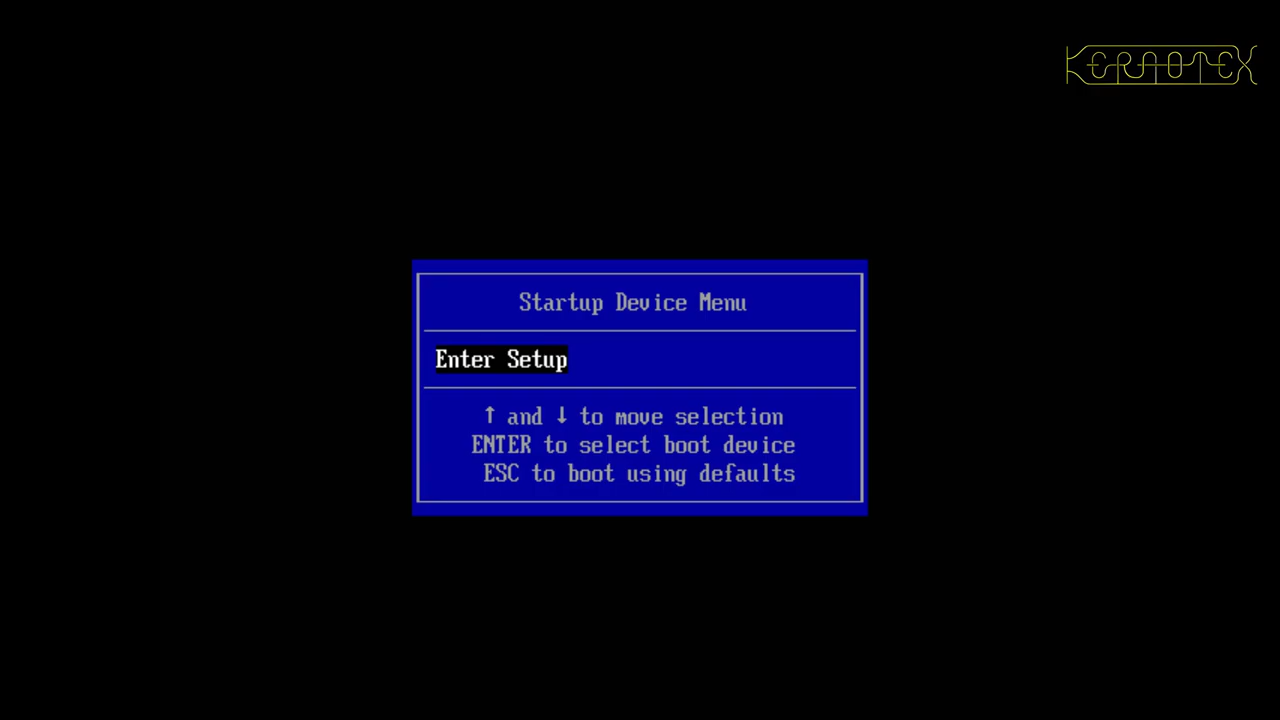 KERNOTEX
Startup Device Menu
Enter Setup
↑ and ↓ to move selection
ENTER to select boot device
ESC to boot using defaults